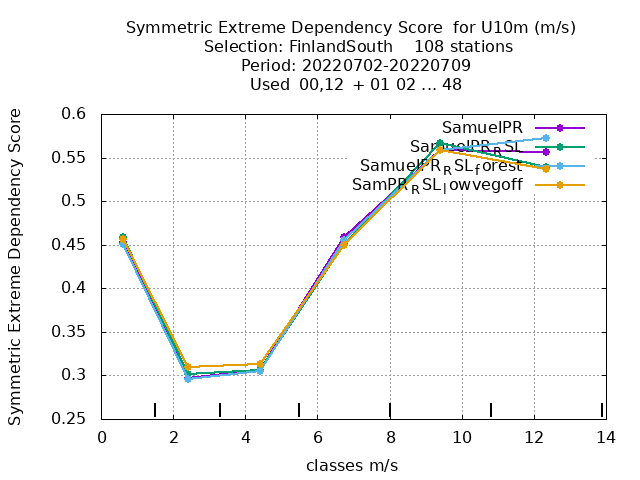 Symmetric Extreme Dependency Score for U10m (m/s)
Selection: FinlandSouth 108 stations
Period: 20220702-20220709
Used 00,12 + 01 02 ... 48
Symmetric Extreme Dependency Score
0.6
0.55
0.5
0.45
0.4
0.35
0.3
0.25
SamuelPR
SamuelPR_RSL
SamuelPR_RSL_forest
SamPR_RSL_lowvegoff
0 2 4 6 8 10 12 14
classes m/s